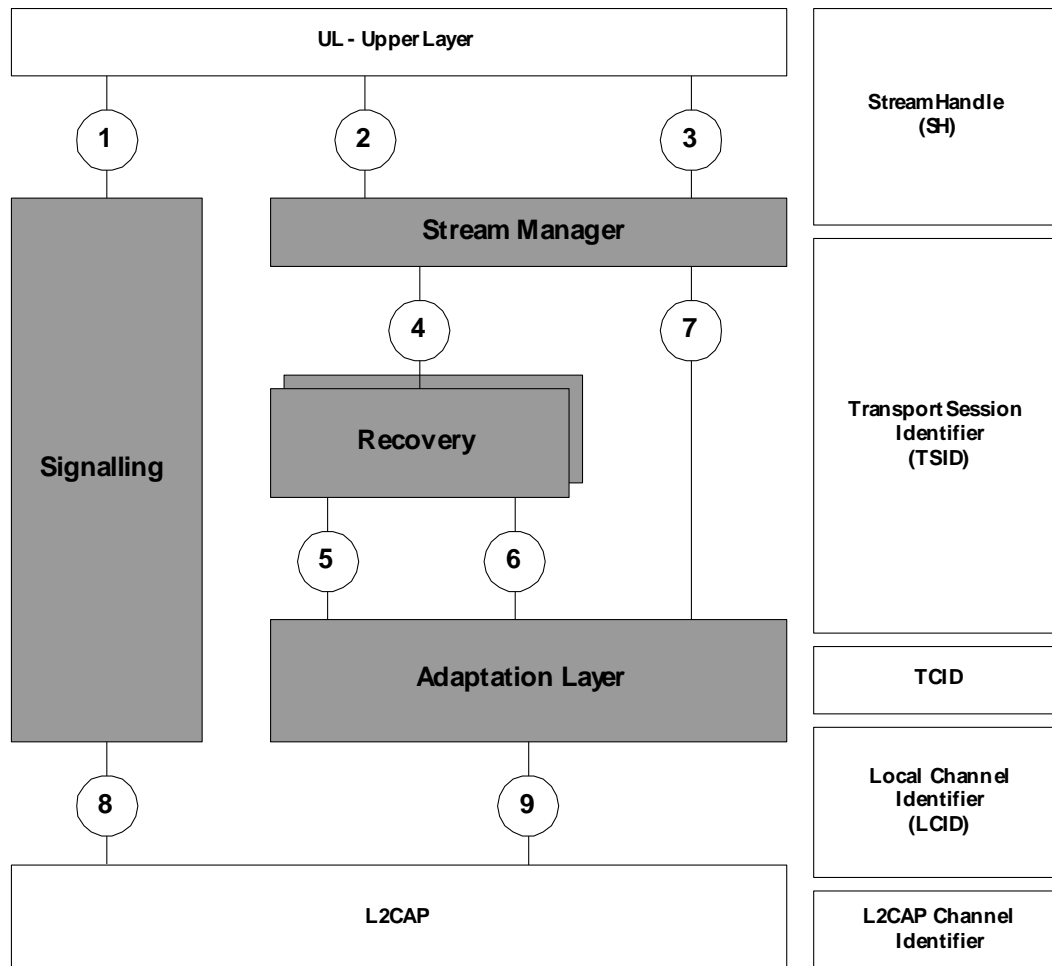 UL - Upper Layer
Stream Handle
(SH)
1
2
3
Stream Manager
4
7
Transport Session
Identifier
(TSID)
Recovery
Signalling
5
6
Adaptation Layer
TCID
Local Channel
Identifier
(LCID)
8
9
L2CAP
L2CAP Channel
Identifier